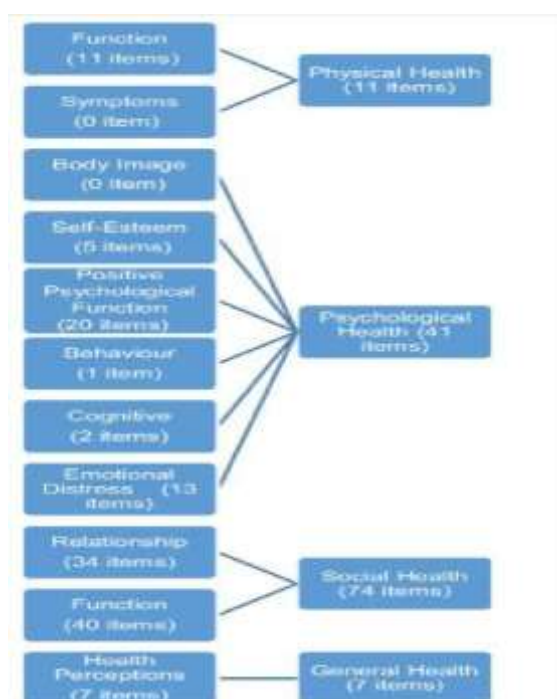 Function
(11 items)
Physical Health
(11 items)
Symptoms
(0 item)
Body Image
(0 item)
Self-Esteem
(5 items)
Positive
Psychological
Function
(20 items)
Psychological
Health (41
items)
Behaviour
(1 item)
Cognitive
(2 items)
Emotional
Distress (13
items)
Relationship
(34 items)
Social Health
(74 items)
Function
(40 items)
Health
Perceptions
(7 items)
General Health
(7 items)